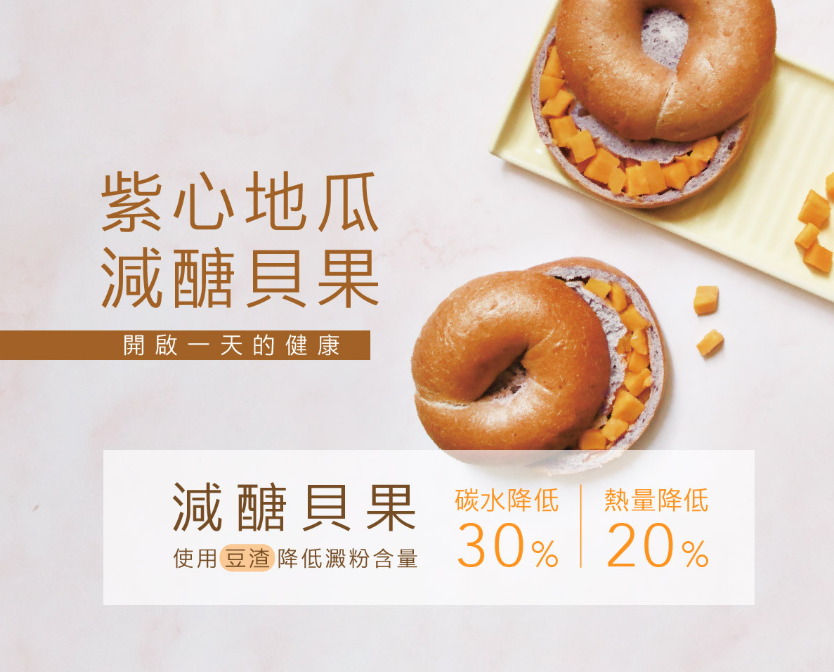 紫心地瓜
減醣貝果
開啟一天的健康
減醣貝果
使用豆渣降低澱粉含量
碳水降低
30%
熱量降低
20%